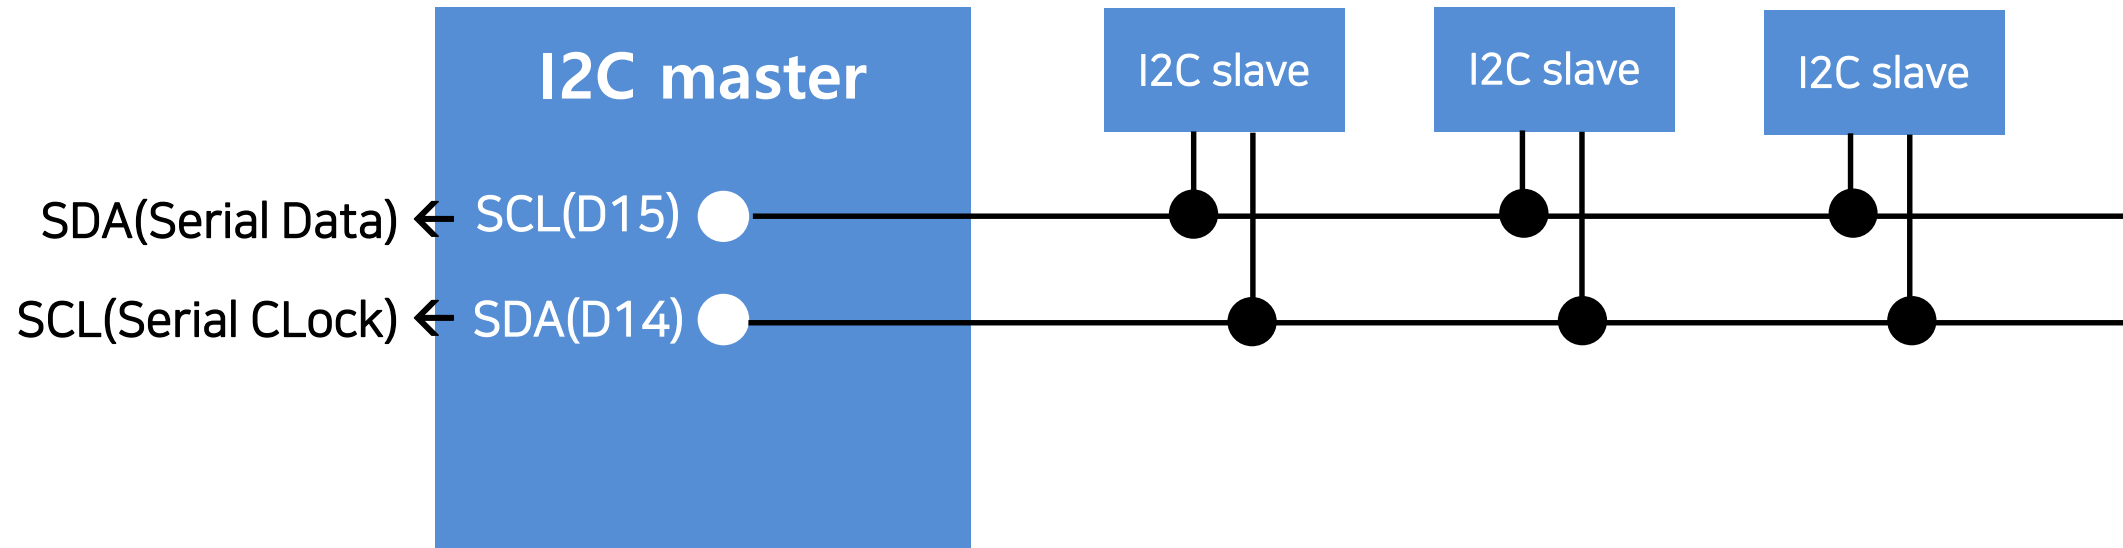 I2C master
I2C slave
I2C slave
I2C slave
SDA(Serial Data)
SCL(D15)
SCL(Serial CLock)
SDA(D14)